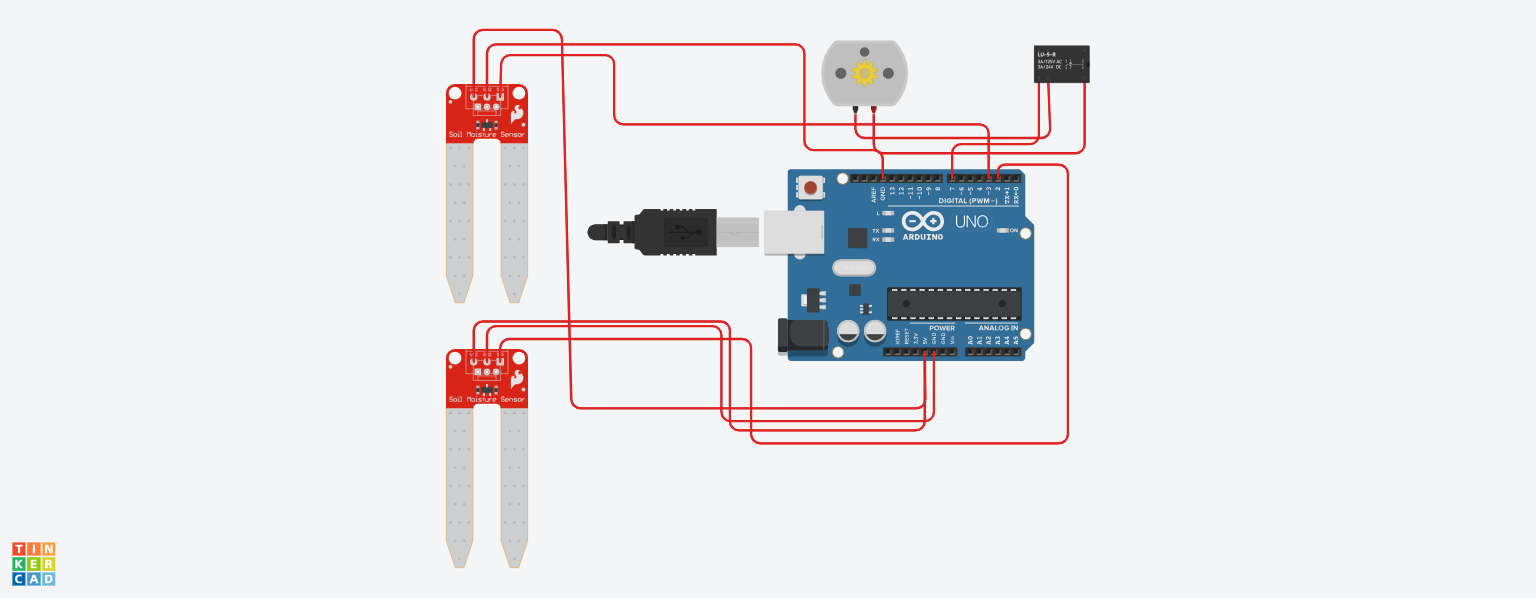 LU-5-R
3A/125V AC
3A/24V DC
Soil Moisture Sensor
AREF
GND
13
12
~11
~10
~9
8
7
~6
~5
4
~3
2
TX→1
RX←0
DIGITAL (PWM~)
L
TX
RX
UNO
ARDUINO
ON
POWER
ANALOG IN
IOREF
RESET
3.3V
5V
GND
GND
Vin
A0
A1
A2
A3
A4
A5
Soil Moisture Sensor
TIN
KER
CAD